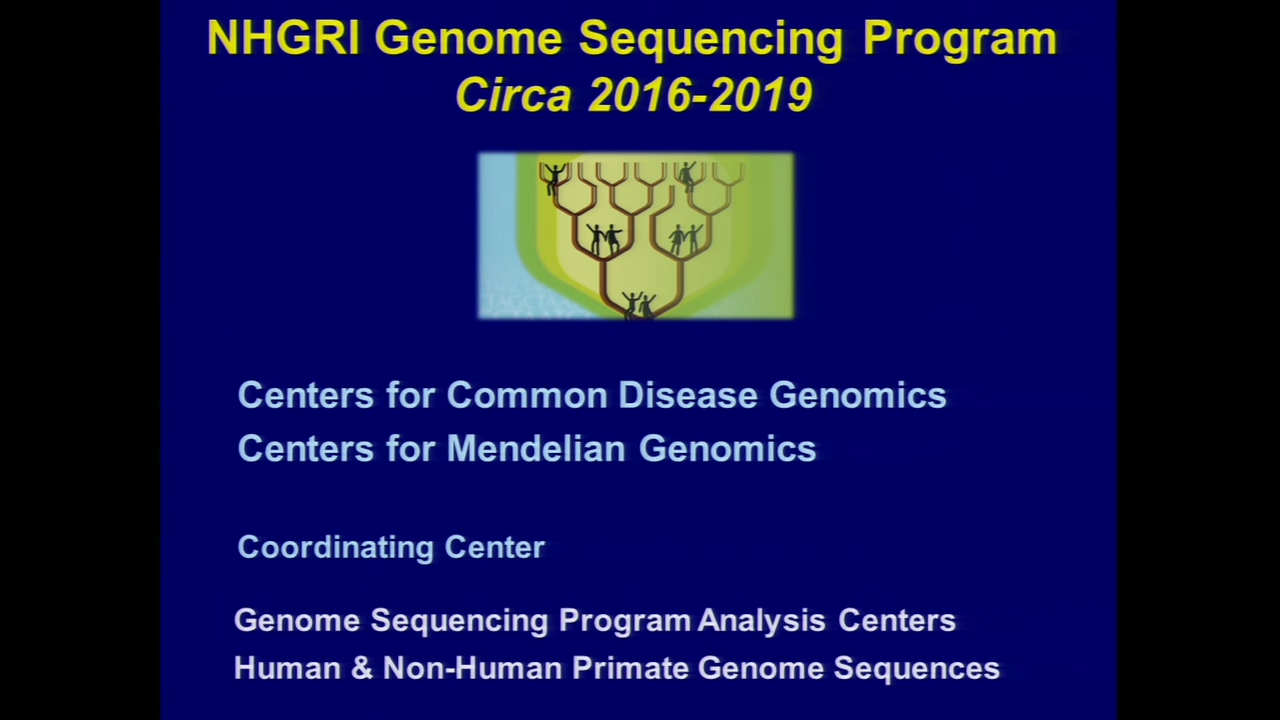 NHGRI Genome Sequencing Program
Circa 2016-2019
Centers for Common Disease Genomics
Centers for Mendelian Genomics
Coordinating Center
Genome Sequencing Program Analysis Centers
Human & Non-Human Primate Genome Sequences